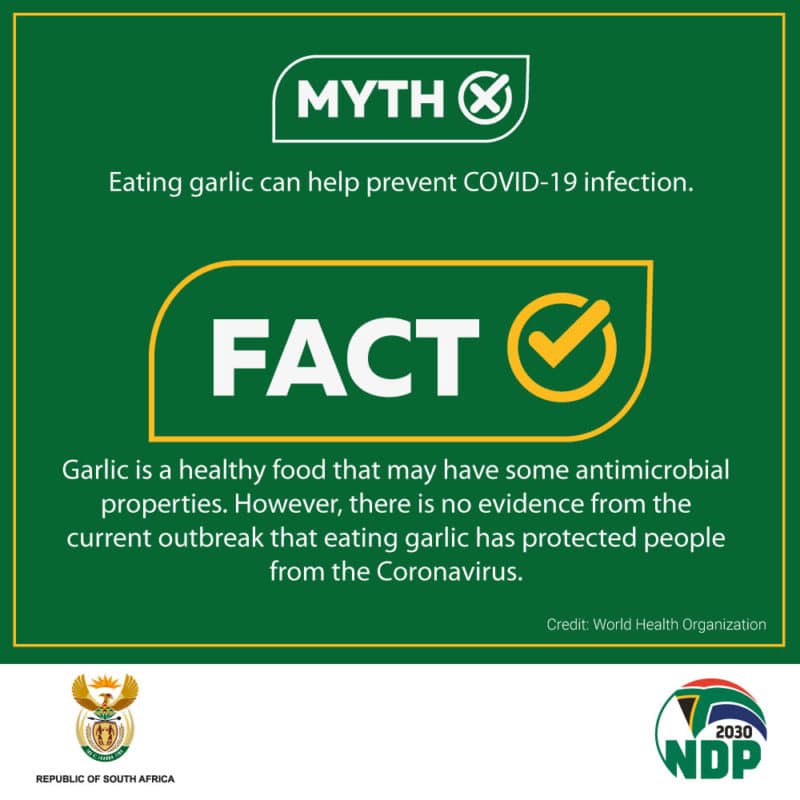 MYTH
Eating garlic can help prevent COVID-19 infection.
FACT
Garlic is a healthy food that may have some antimicrobial
properties. However, there is no evidence from the
current outbreak that eating garlic has protected people
from the Coronavirus.
Credit: World Health Organization
REPUBLIC OF SOUTH AFRICA
2030
NDP